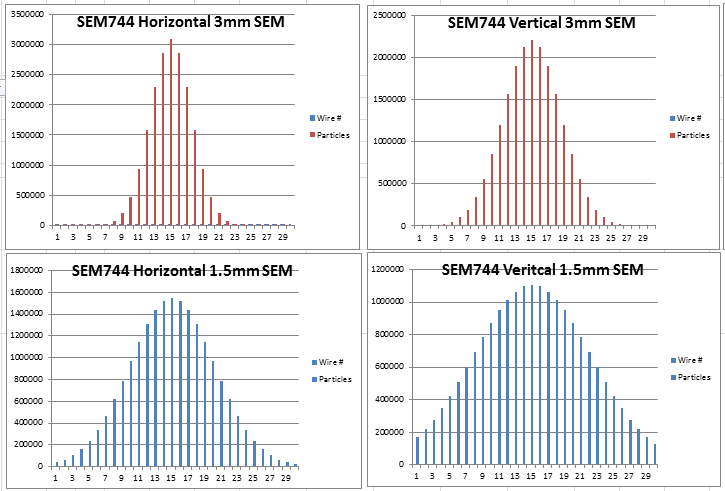 SEM744 Horizontal 3mm SEM
3500000
3000000
2500000
2000000
1500000
1000000
500000
0
1 3 5 7 9 11 13 15 17 19 21 23 25 27 29
Wire #
Particles
SEM744 Vertical 3mm SEM
2500000
2000000
1500000
1000000
500000
0
1 3 5 7 9 11 13 15 17 19 21 23 25 27 29
Wire #
Particles
SEM744 Horizontal 1.5mm SEM
1800000
1600000
1400000
1200000
1000000
800000
600000
400000
200000
0
1 3 5 7 9 11 13 15 17 19 21 23 25 27 29
Wire #
Particles
SEM744 Veritcal 1.5mm SEM
1200000
1000000
800000
600000
400000
200000
0
1 3 5 7 9 11 13 15 17 19 21 23 25 27 29
Wire #
Particles